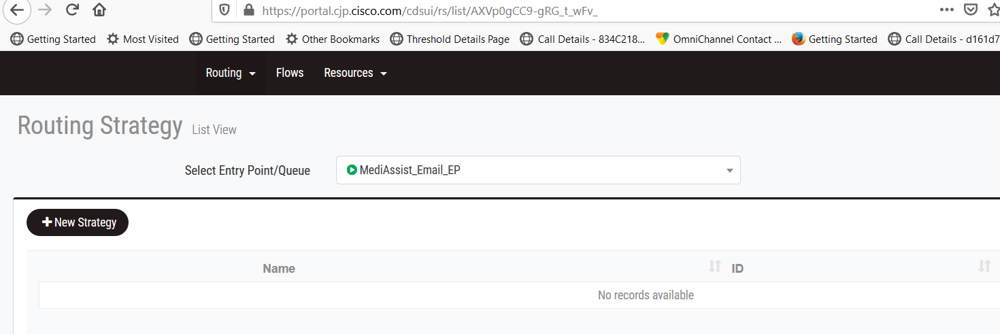 https://portal.cjp.cisco.com/cdsui/rs/list/AXVp0gCC9-gRG_t_wFv_
Getting Started Most Visited Getting Started Other Bookmarks Threshold Details Page Call Details - 834C218... OmniChannel Contact ... Getting Started Call Details - d161d7
Routing Flows Resources
Routing Strategy List View
Select Entry Point/Queue MediAssist_Email_EP
+ New Strategy
Name ID
No records available